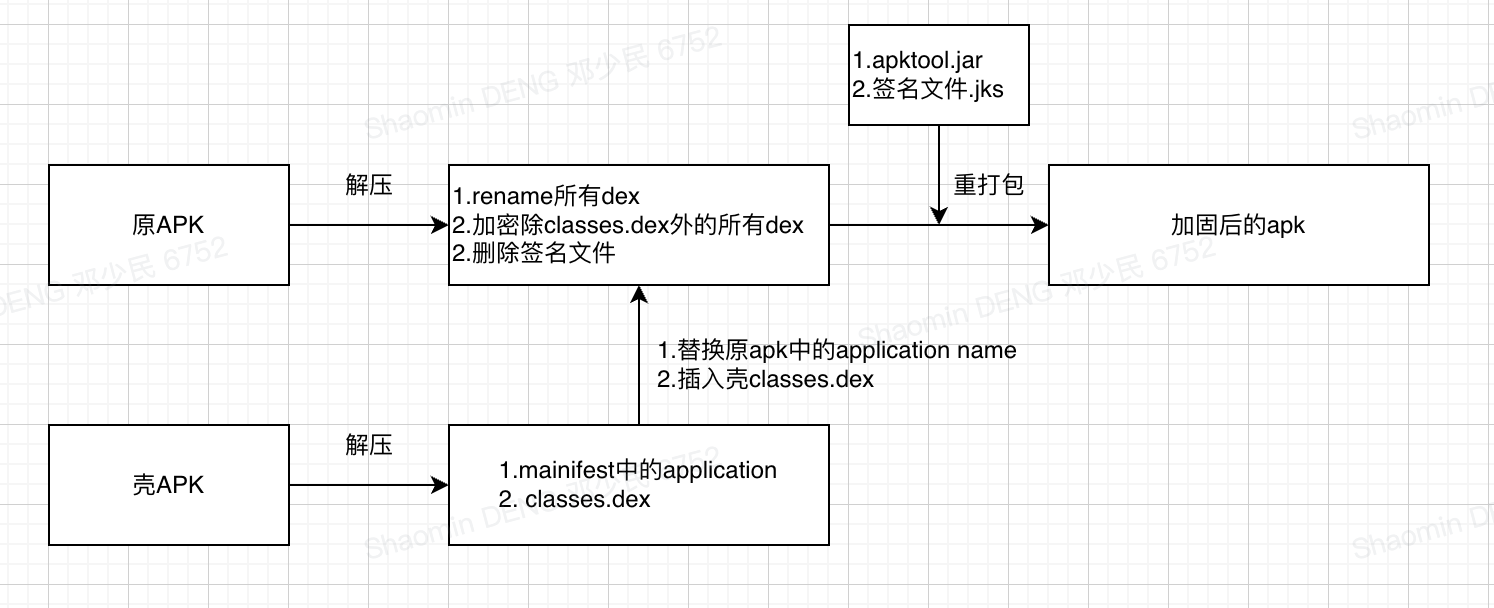 1.apktool.jar
2.签名文件.jks
原APK
解压
1.rename所有dex
2.加密除classes.dex外的所有dex
2.删除签名文件
重打包
加固后的apk
1.替换原apk中的application name
2.插入壳classes.dex
壳APK
解压
1.mainifest中的application
2. classes.dex
Shaomin DENG 邓少民 6752
Shaomin DENG
DENG 邓少民 6752
Shaomin DENG 邓少民 6752
Shaomin DENG 邓少民 6752
Shaomin DENG